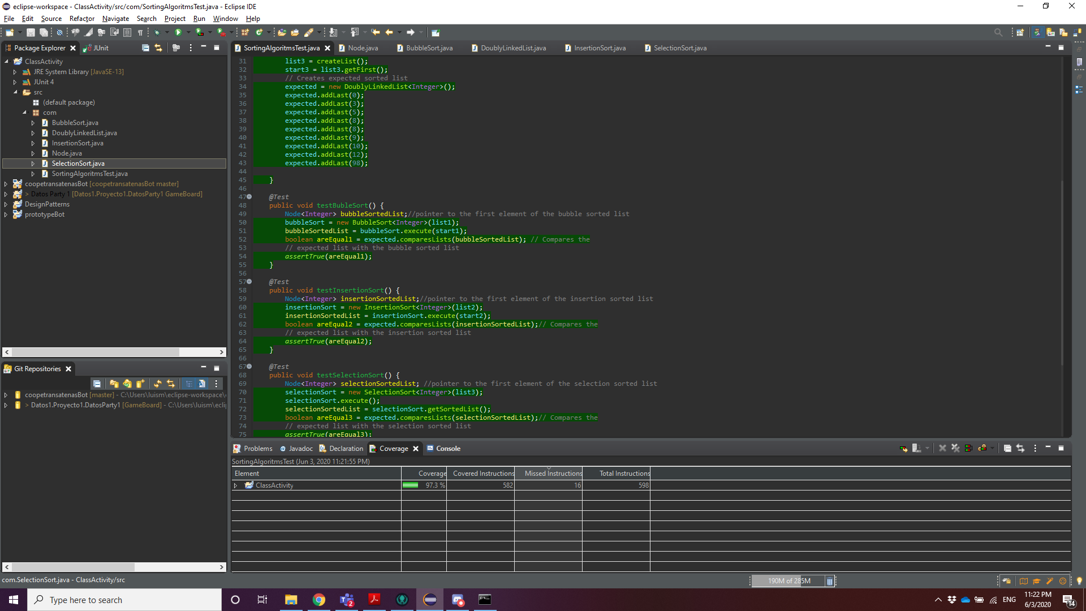 eclipse-workspace - ClassActivity/src/com/SortingAlgoritmsTest.java - Eclipse IDE
File Edit Source Refactor Navigate Search Project Run Window Help
Package Explorer JUnit
ClassActivity
JRE System Library [JavaSE-13]
JUnit 4
src
(default package)
com
BubbleSort.java
DoublyLinkedList.java
InsertionSort.java
Node.java
SelectionSort.java
SortingAlgoritmsTest.java
coopetransatenasBot [coopetransatenasBot master]
> Datos Party 1 [Datos1.Proyecto1.DatosParty1 GameBoard]
DesignPatterns
prototypeBot
Git Repositories
coopetransatenasBot [master] - C:\Users\luism\eclipse-workspace\
> Datos1.Proyecto1.DatosParty1 [GameBoard] - C:\Users\luism\ecli
SortingAlgoritmsTest.java Node.java BubbleSort.java DoublyLinkedList.java InsertionSort.java SelectionSort.java
31 list3 = createList();
32 start3 = list3.getFirst();
33 // Creates expected sorted list
34 expected = new DoublyLinkedList<Integer>();
35 expected.addLast(0);
36 expected.addLast(3);
37 expected.addLast(5);
38 expected.addLast(8);
39 expected.addLast(8);
40 expected.addLast(9);
41 expected.addLast(10);
42 expected.addLast(12);
43 expected.addLast(98);
44
45 }
46
47 @Test
48 public void testBubleSort() {
49 Node<Integer> bubbleSortedList;//pointer to the first element of the bubble sorted list
50 bubbleSort = new BubbleSort<Integer>(list1);
51 bubbleSortedList = bubbleSort.execute(start1);
52 boolean areEqual1 = expected.comparesLists(bubbleSortedList); // Compares the
53 // expected list with the bubble sorted list
54 assertTrue(areEqual1);
55 }
56
57 @Test
58 public void testInsertionSort() {
59 Node<Integer> insertionSortedList;//pointer to the first element of the insertion sorted list
60 insertionSort = new InsertionSort<Integer>(list2);
61 insertionSortedList = insertionSort.execute(start2);
62 boolean areEqual2 = expected.comparesLists(insertionSortedList);// Compares the
63 // expected list with the insertion sorted list
64 assertTrue(areEqual2);
65 }
66
67 @Test
68 public void testSelectionSort() {
69 Node<Integer> selectionSortedList; //pointer to the first element of the selection sorted list
70 selectionSort = new SelectionSort<Integer>(list3);
71 selectionSort.execute();
72 selectionSortedList = selectionSort.getSortedList();
73 boolean areEqual3 = expected.comparesLists(selectionSortedList);// Compares the
74 // expected list with the selection sorted list
75 assertTrue(areEqual3);
Problems Javadoc Declaration Coverage Console
SortingAlgoritmsTest (Jun 3, 2020 11:21:55 PM)
Element Coverage Covered Instructions Missed Instructions Total Instructions
ClassActivity 97.3 % 582 16 598
com.SelectionSort.java - ClassActivity/src
190M of 285M
Type here to search
ENG
11:22 PM
6/3/2020
14